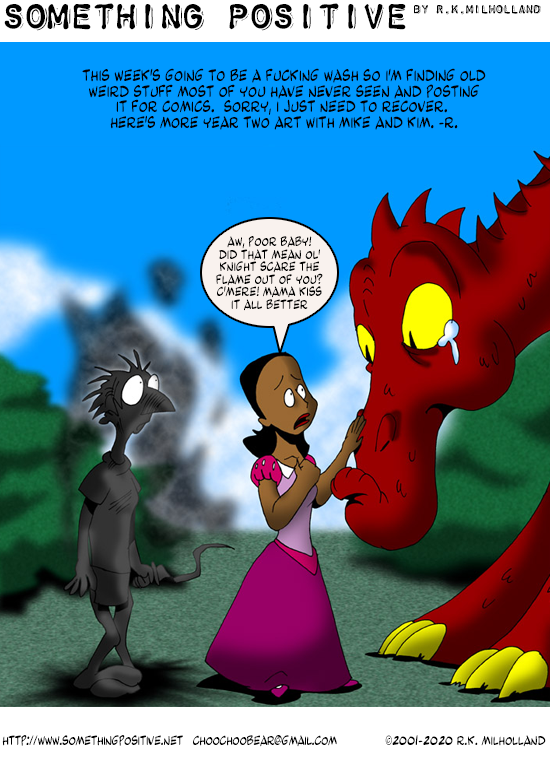 SOMETHING POSITIVE BY R.K.MILHOLLAND
THIS WEEK'S GOING TO BE A FUCKING WASH SO I'M FINDING OLD
WEIRD STUFF MOST OF YOU HAVE NEVER SEEN AND POSTING
IT FOR COMICS. SORRY, I JUST NEED TO RECOVER.
HERE'S MORE YEAR TWO ART WITH MIKE AND KIM. -R.
AW, POOR BABY!
DID THAT MEAN OL'
KNIGHT SCARE THE
FLAME OUT OF YOU?
C'MERE! MAMA KISS
IT ALL BETTER
HTTP://WWW.SOMETHINGPOSITIVE.NET CHOOCHOOBEAR@GMAIL.COM ©2001-2020 R.K. MILHOLLAND